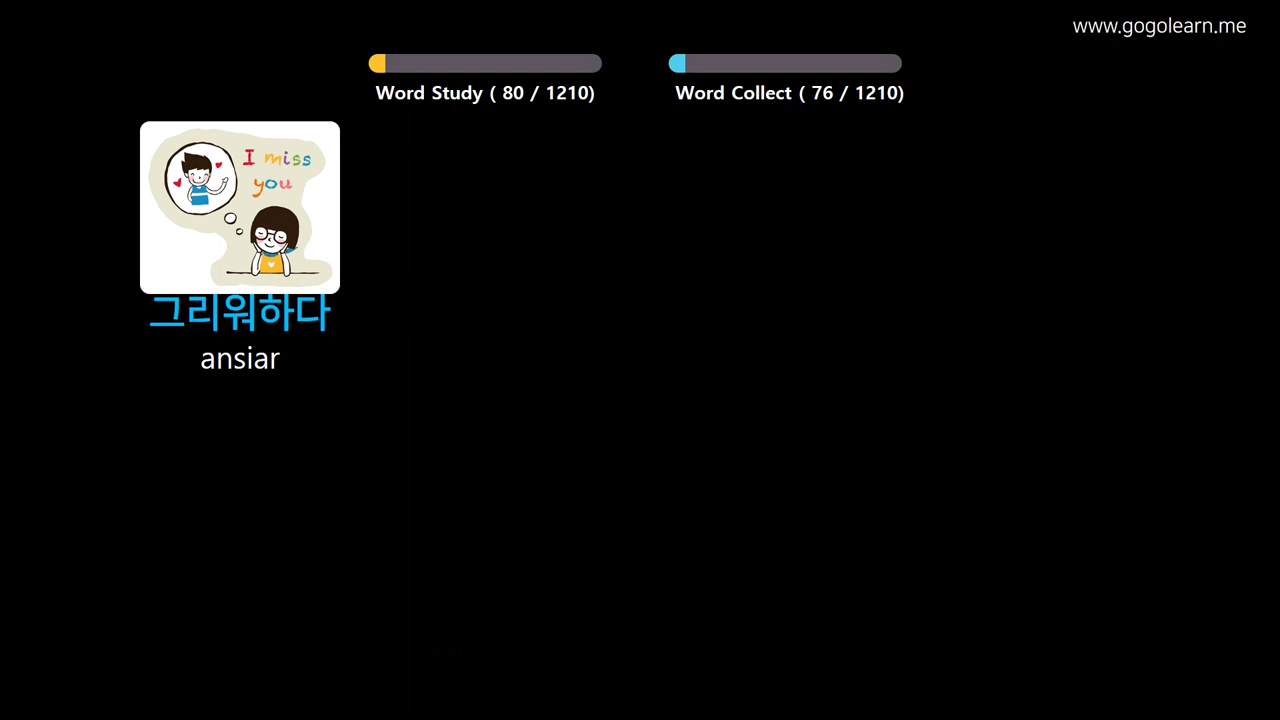 www.gogolearn.me
Word Study ( 80 / 1210)
Word Collect ( 76 / 1210)
I miss
you
그리워하다
ansiar